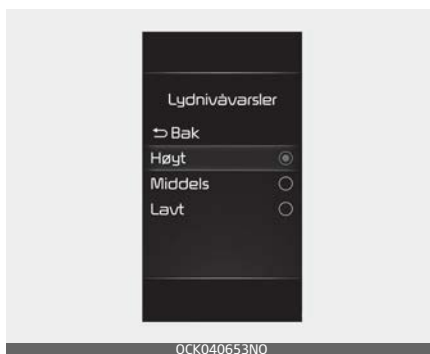 Lydnivåvarsler
⮌ Bak
Høyt
Middels
Lavt
OCK040653NO